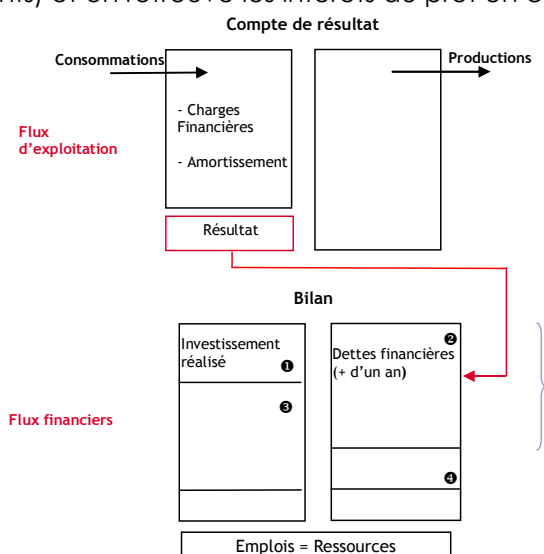 Compte de résultat
Consommations
Productions
- Charges
Financières
- Amortissement
Flux
d'exploitation
Résultat
Bilan
Investissement
réalisé
❶
❷
Dettes financières
(+ d'un an)
❸
Flux financiers
❹
Emplois = Ressources